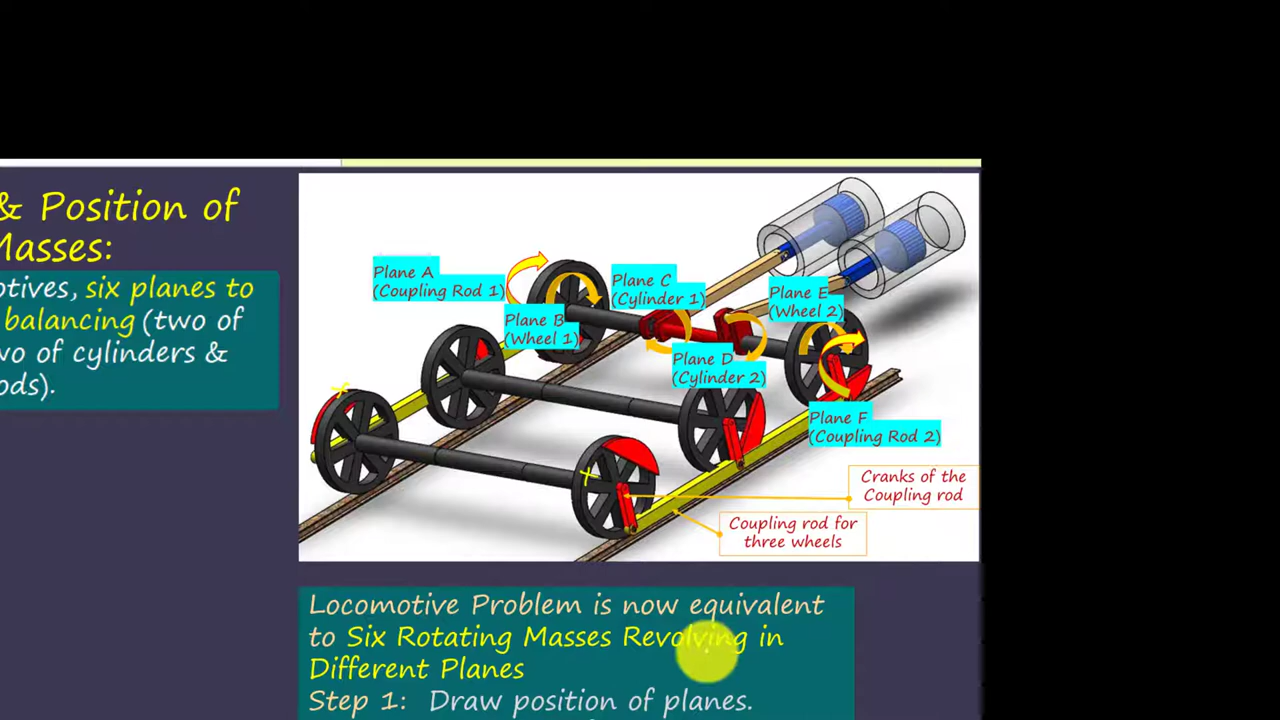 & Position of
Masses:
six planes to
balancing (two of
two of cylinders &
Plane A
(Coupling Rod 1)
Plane B
(Wheel 1)
Plane C
(Cylinder 1)
Plane D
(Cylinder 2)
Plane E
(Wheel 2)
Plane F
(Coupling Rod 2)
Cranks of the
Coupling rod
Coupling rod for
three wheels
Locomotive Problem is now equivalent
to Six Rotating Masses Revolving in
Different Planes
Step 1: Draw position of planes.